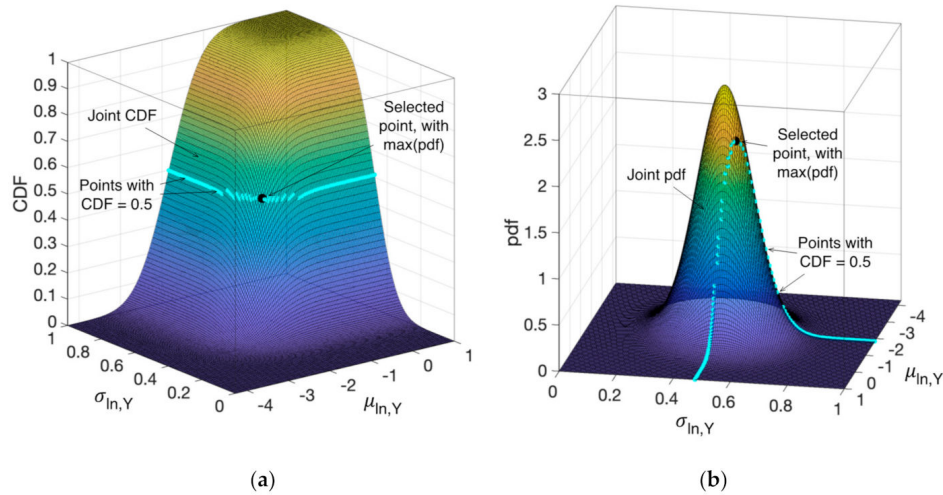 1
0.9
0.8
0.7
0.6
0.5
0.4
0.3
0.2
0.1
0
CDF
Joint CDF
Selected
point, with
max(pdf)
Points with
CDF = 0.5
1
0.8
0.6
0.4
0.2
0
σln,Y
-4
-3
-2
-1
0
1
μln,Y
(a)
3
2.5
2
1.5
1
0.5
0
pdf
Selected
point, with
max(pdf)
Joint pdf
Points with
CDF = 0.5
0
0.2
0.4
0.6
0.8
1
σln,Y
-4
-3
-2
-1
0
1
μln,Y
(b)